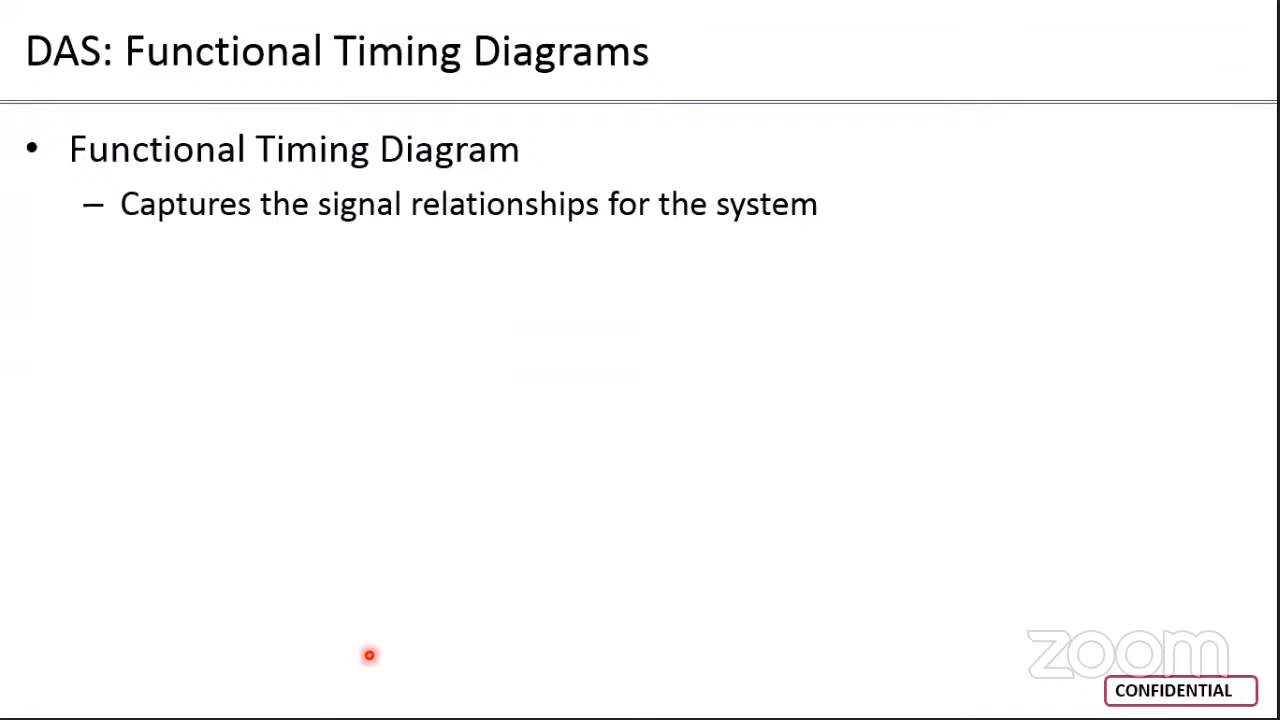 DAS: Functional Timing Diagrams
• Functional Timing Diagram
– Captures the signal relationships for the system
zoom
CONFIDENTIAL